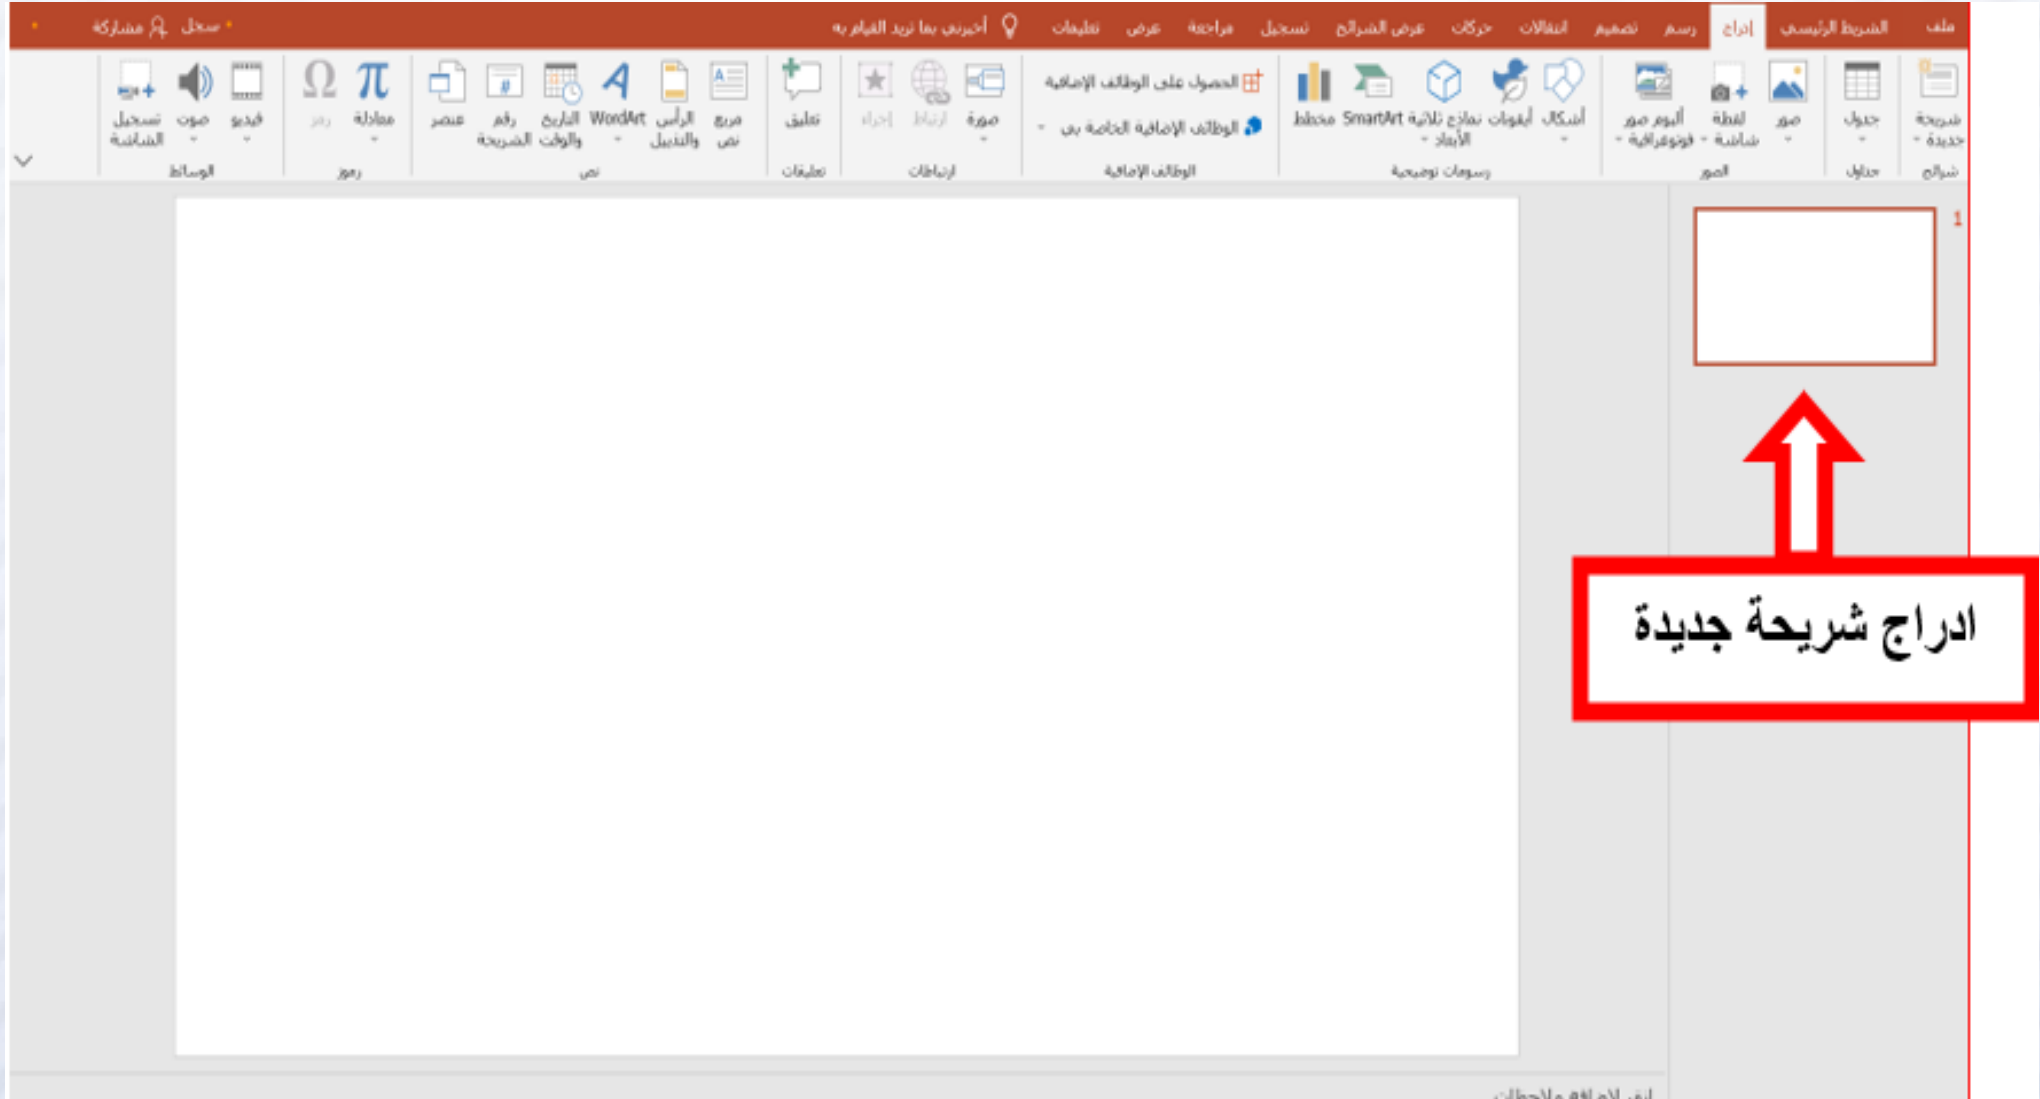 ملف الشريط الرئيسي إدراج رسم تصميم انتقالات حركات عرض الشرائح تسجيل مراجعة عرض تعليمات أخبرني بما تريد القيام به سجل مشاركة
شريحة جديدة
جدول
صور
لقطة شاشة
ألبوم صور فوتوغرافية
أشكال
أيقونات
نماذج ثلاثية الأبعاد
SmartArt
مخطط
الحصول على الوظائف الإضافية
الوظائف الإضافية الخاصة بي
صورة
ارتباط
إجراء
تعليق
مربع نص
الرأس والتذييل
WordArt
التاريخ والوقت
رقم الشريحة
عنصر
معادلة
رمز
فيديو
صوت
تسجيل الشاشة
شرائح جداول الصور رسومات توضيحية الوظائف الإضافية ارتباطات تعليقات نص رموز الوسائط
1
ادراج شريحة جديدة
انقر لإضافة ملاحظات